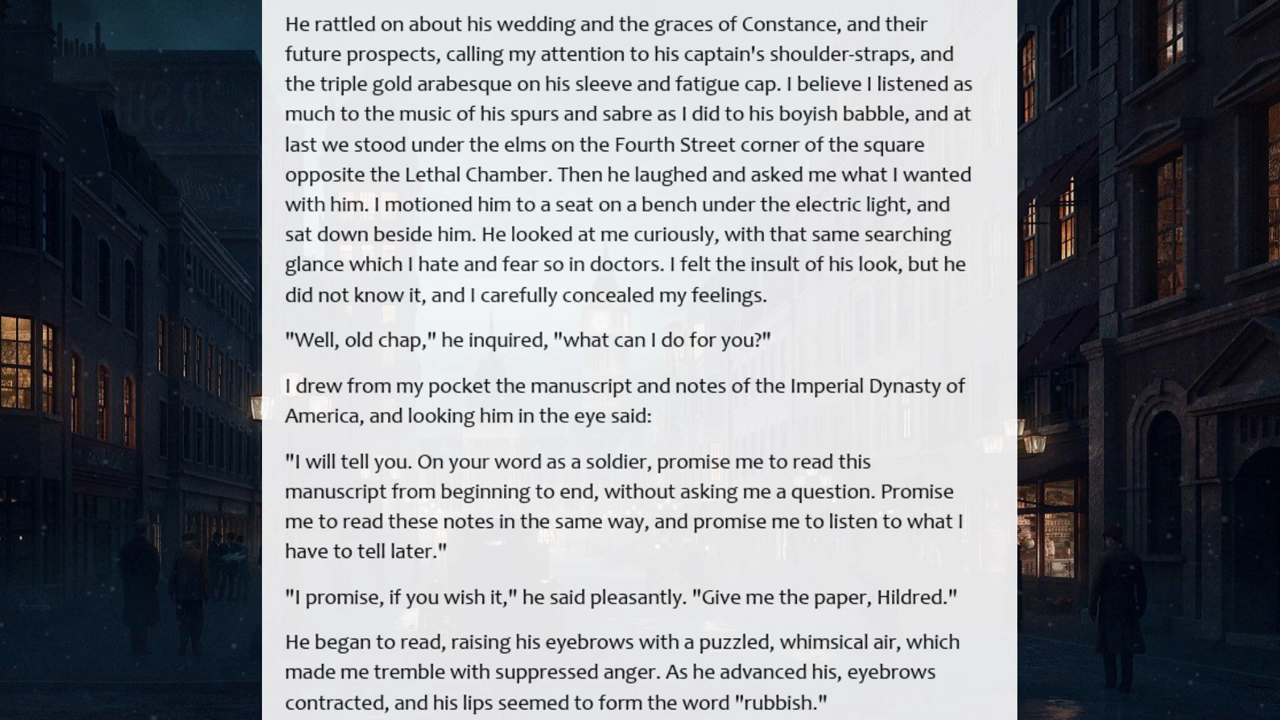 He rattled on about his wedding and the graces of Constance, and their
future prospects, calling my attention to his captain's shoulder-straps, and
the triple gold arabesque on his sleeve and fatigue cap. I believe I listened as
much to the music of his spurs and sabre as I did to his boyish babble, and at
last we stood under the elms on the Fourth Street corner of the square
opposite the Lethal Chamber. Then he laughed and asked me what I wanted
with him. I motioned him to a seat on a bench under the electric light, and
sat down beside him. He looked at me curiously, with that same searching
glance which I hate and fear so in doctors. I felt the insult of his look, but he
did not know it, and I carefully concealed my feelings.
"Well, old chap," he inquired, "what can I do for you?"
I drew from my pocket the manuscript and notes of the Imperial Dynasty of
America, and looking him in the eye said:
"I will tell you. On your word as a soldier, promise me to read this
manuscript from beginning to end, without asking me a question. Promise
me to read these notes in the same way, and promise me to listen to what I
have to tell later."
"I promise, if you wish it," he said pleasantly. "Give me the paper, Hildred."
He began to read, raising his eyebrows with a puzzled, whimsical air, which
made me tremble with suppressed anger. As he advanced his, eyebrows
contracted, and his lips seemed to form the word "rubbish."